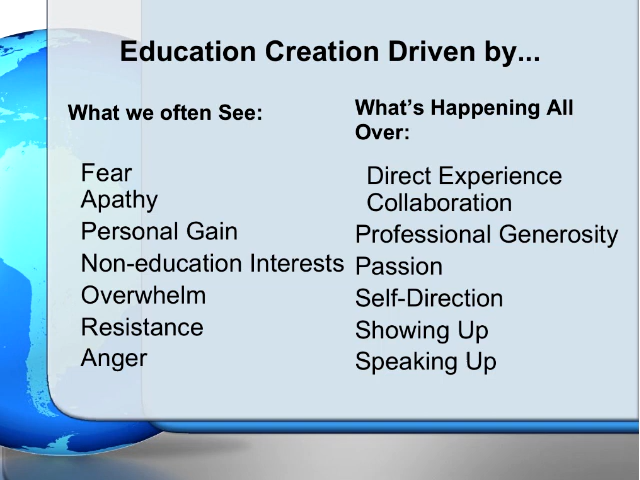 Education Creation Driven by...
What we often See:
Fear
Apathy
Personal Gain
Non-education Interests
Overwhelm
Resistance
Anger
What’s Happening All
Over:
Direct Experience
Collaboration
Professional Generosity
Passion
Self-Direction
Showing Up
Speaking Up